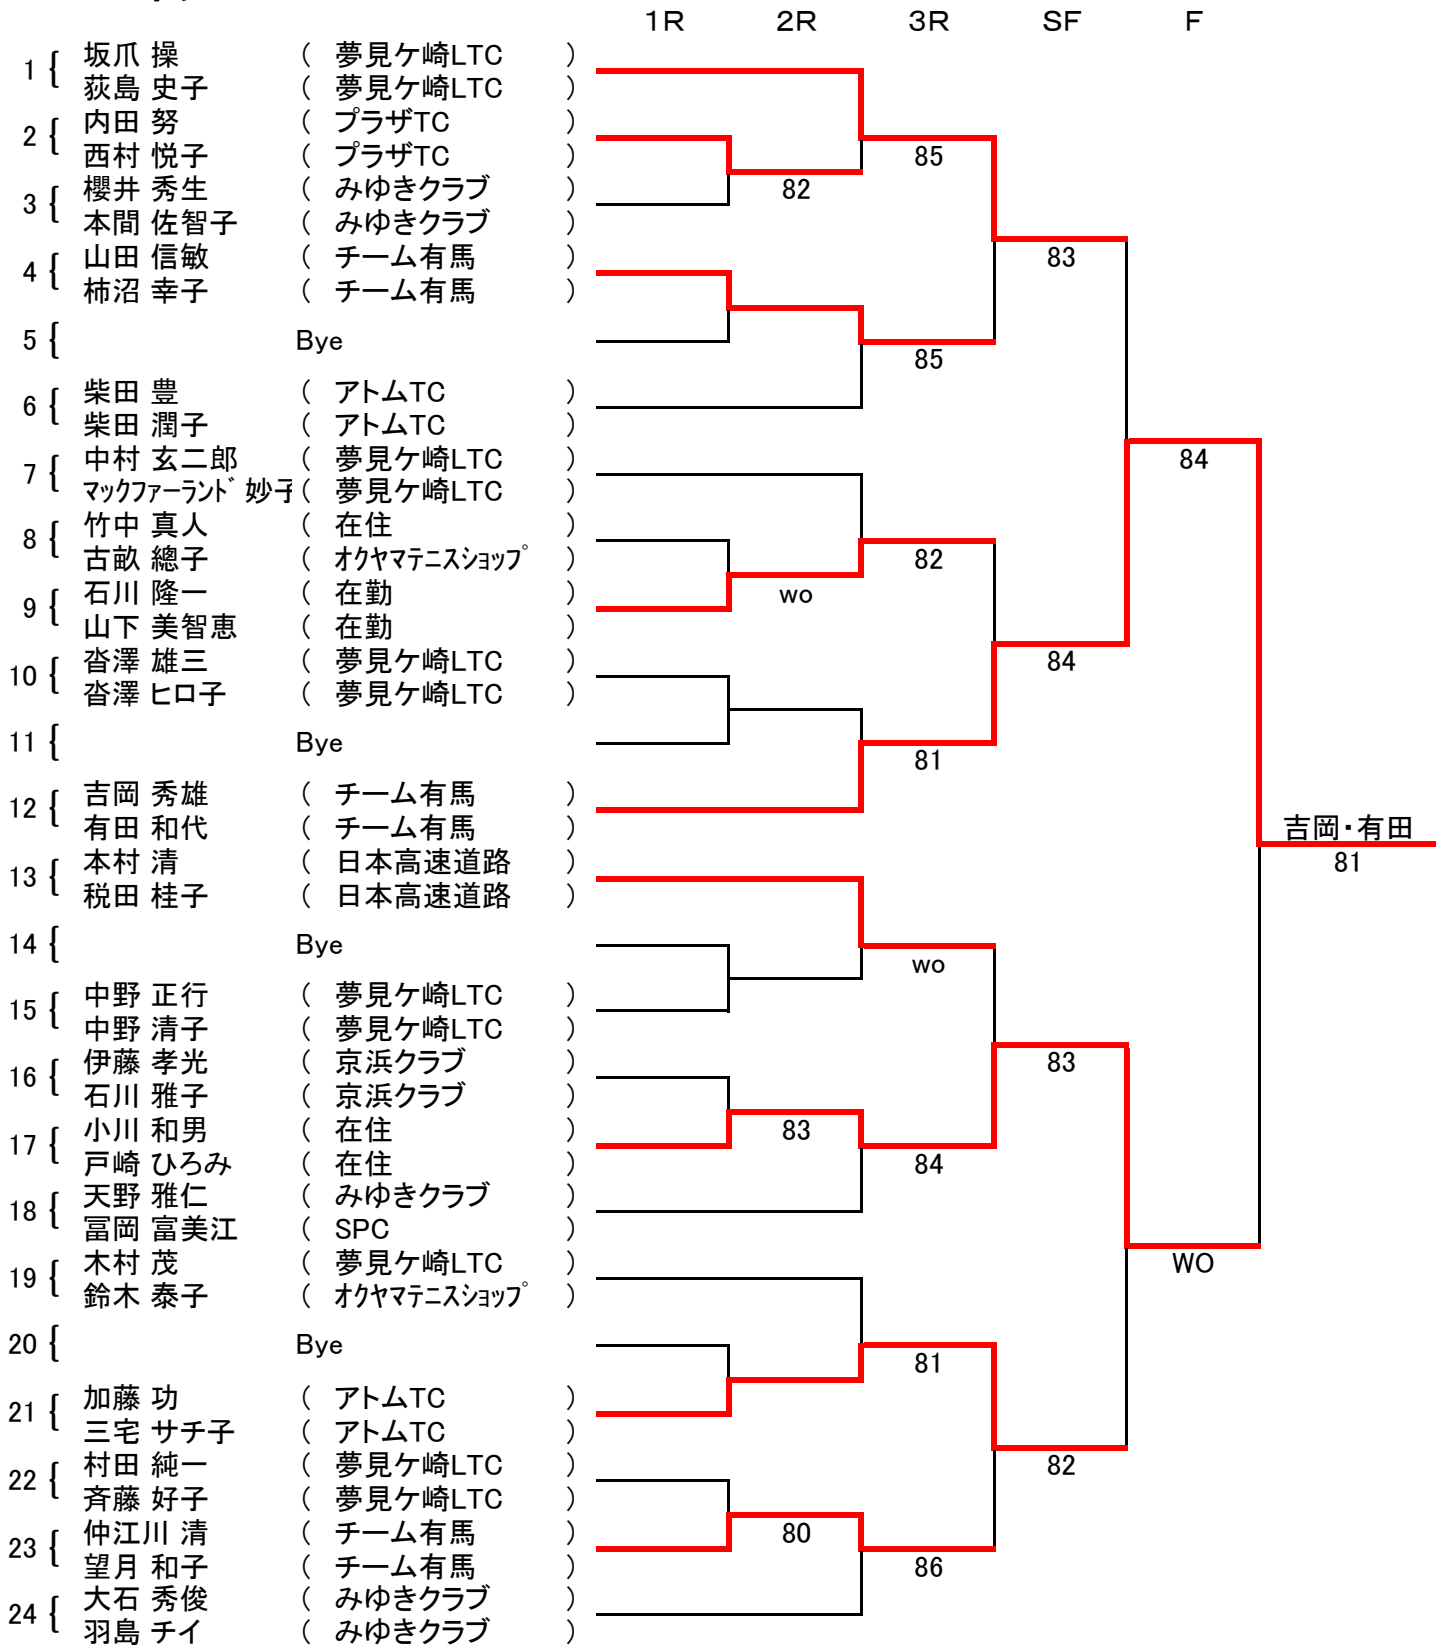 1R 2R 3R SF F
1 { 坂爪 操 ( 夢見ケ崎LTC )
荻島 史子 ( 夢見ケ崎LTC )
2 { 内田 努 ( プラザTC )
85
西村 悦子 ( プラザTC )
82
3 { 櫻井 秀生 ( みゆきクラブ )
本間 佐智子 ( みゆきクラブ )
4 { 山田 信敏 ( チーム有馬 )
83
柿沼 幸子 ( チーム有馬 )
5 { Bye
85
6 { 柴田 豊 ( アトムTC )
柴田 潤子 ( アトムTC )
7 { 中村 玄二郎 ( 夢見ケ崎LTC )
84
マックファーランド 妙子 ( 夢見ケ崎LTC )
8 { 竹中 真人 ( 在住 )
古畝 總子 ( オクヤマテニスショップ )
82
9 { 石川 隆一 ( 在勤 )
wo
山下 美智恵 ( 在勤 )
10 { 沓澤 雄三 ( 夢見ケ崎LTC )
84
沓澤 ヒロ子 ( 夢見ケ崎LTC )
11 { Bye
81
12 { 吉岡 秀雄 ( チーム有馬 )
有田 和代 ( チーム有馬 )
吉岡・有田
13 { 本村 清 ( 日本高速道路 )
81
税田 桂子 ( 日本高速道路 )
14 { Bye
wo
15 { 中野 正行 ( 夢見ケ崎LTC )
中野 清子 ( 夢見ケ崎LTC )
16 { 伊藤 孝光 ( 京浜クラブ )
83
石川 雅子 ( 京浜クラブ )
17 { 小川 和男 ( 在住 )
83
戸崎 ひろみ ( 在住 )
84
18 { 天野 雅仁 ( みゆきクラブ )
冨岡 富美江 ( SPC )
19 { 木村 茂 ( 夢見ケ崎LTC )
WO
鈴木 泰子 ( オクヤマテニスショップ )
20 { Bye
81
21 { 加藤 功 ( アトムTC )
三宅 サチ子 ( アトムTC )
22 { 村田 純一 ( 夢見ケ崎LTC )
82
斉藤 好子 ( 夢見ケ崎LTC )
23 { 仲江川 清 ( チーム有馬 )
80
望月 和子 ( チーム有馬 )
86
24 { 大石 秀俊 ( みゆきクラブ )
羽島 チイ ( みゆきクラブ )